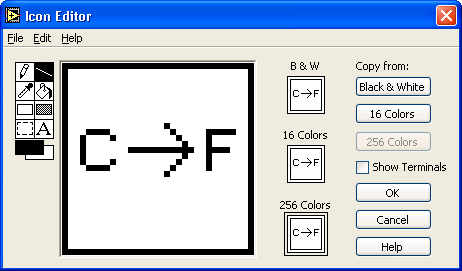 Icon Editor
File Edit Help
B & W
C→F
16 Colors
C→F
256 Colors
C→F
C→F
A
Copy from:
Black & White
16 Colors
256 Colors
Show Terminals
OK
Cancel
Help